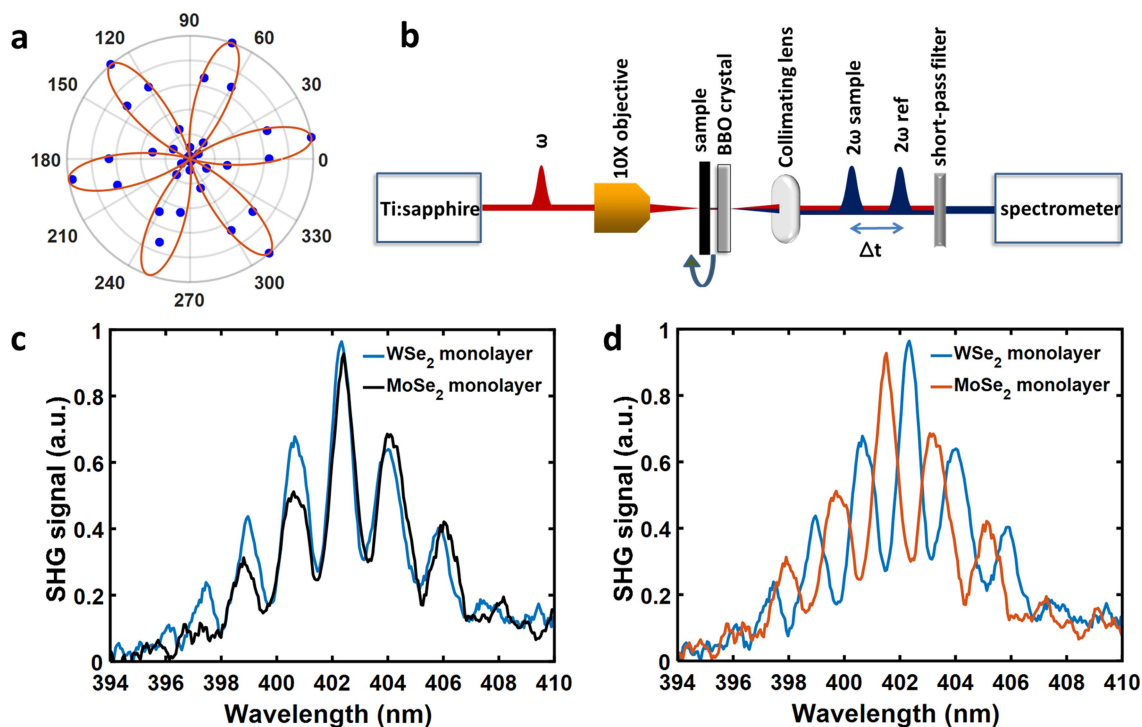 a
90
120
60
150
30
180
0
210
330
240
300
270
b
Ti:sapphire
ω
10X objective
sample
BBO crystal
Collimating lens
2ω sample
2ω ref
short-pass filter
Δt
spectrometer
c
SHG signal (a.u.)
1
0.8
0.6
0.4
0.2
0
394 396 398 400 402 404 406 408 410
Wavelength (nm)
WSe₂ monolayer
MoSe₂ monolayer
d
SHG signal (a.u.)
1
0.8
0.6
0.4
0.2
0
394 396 398 400 402 404 406 408 410
Wavelength (nm)
WSe₂ monolayer
MoSe₂ monolayer